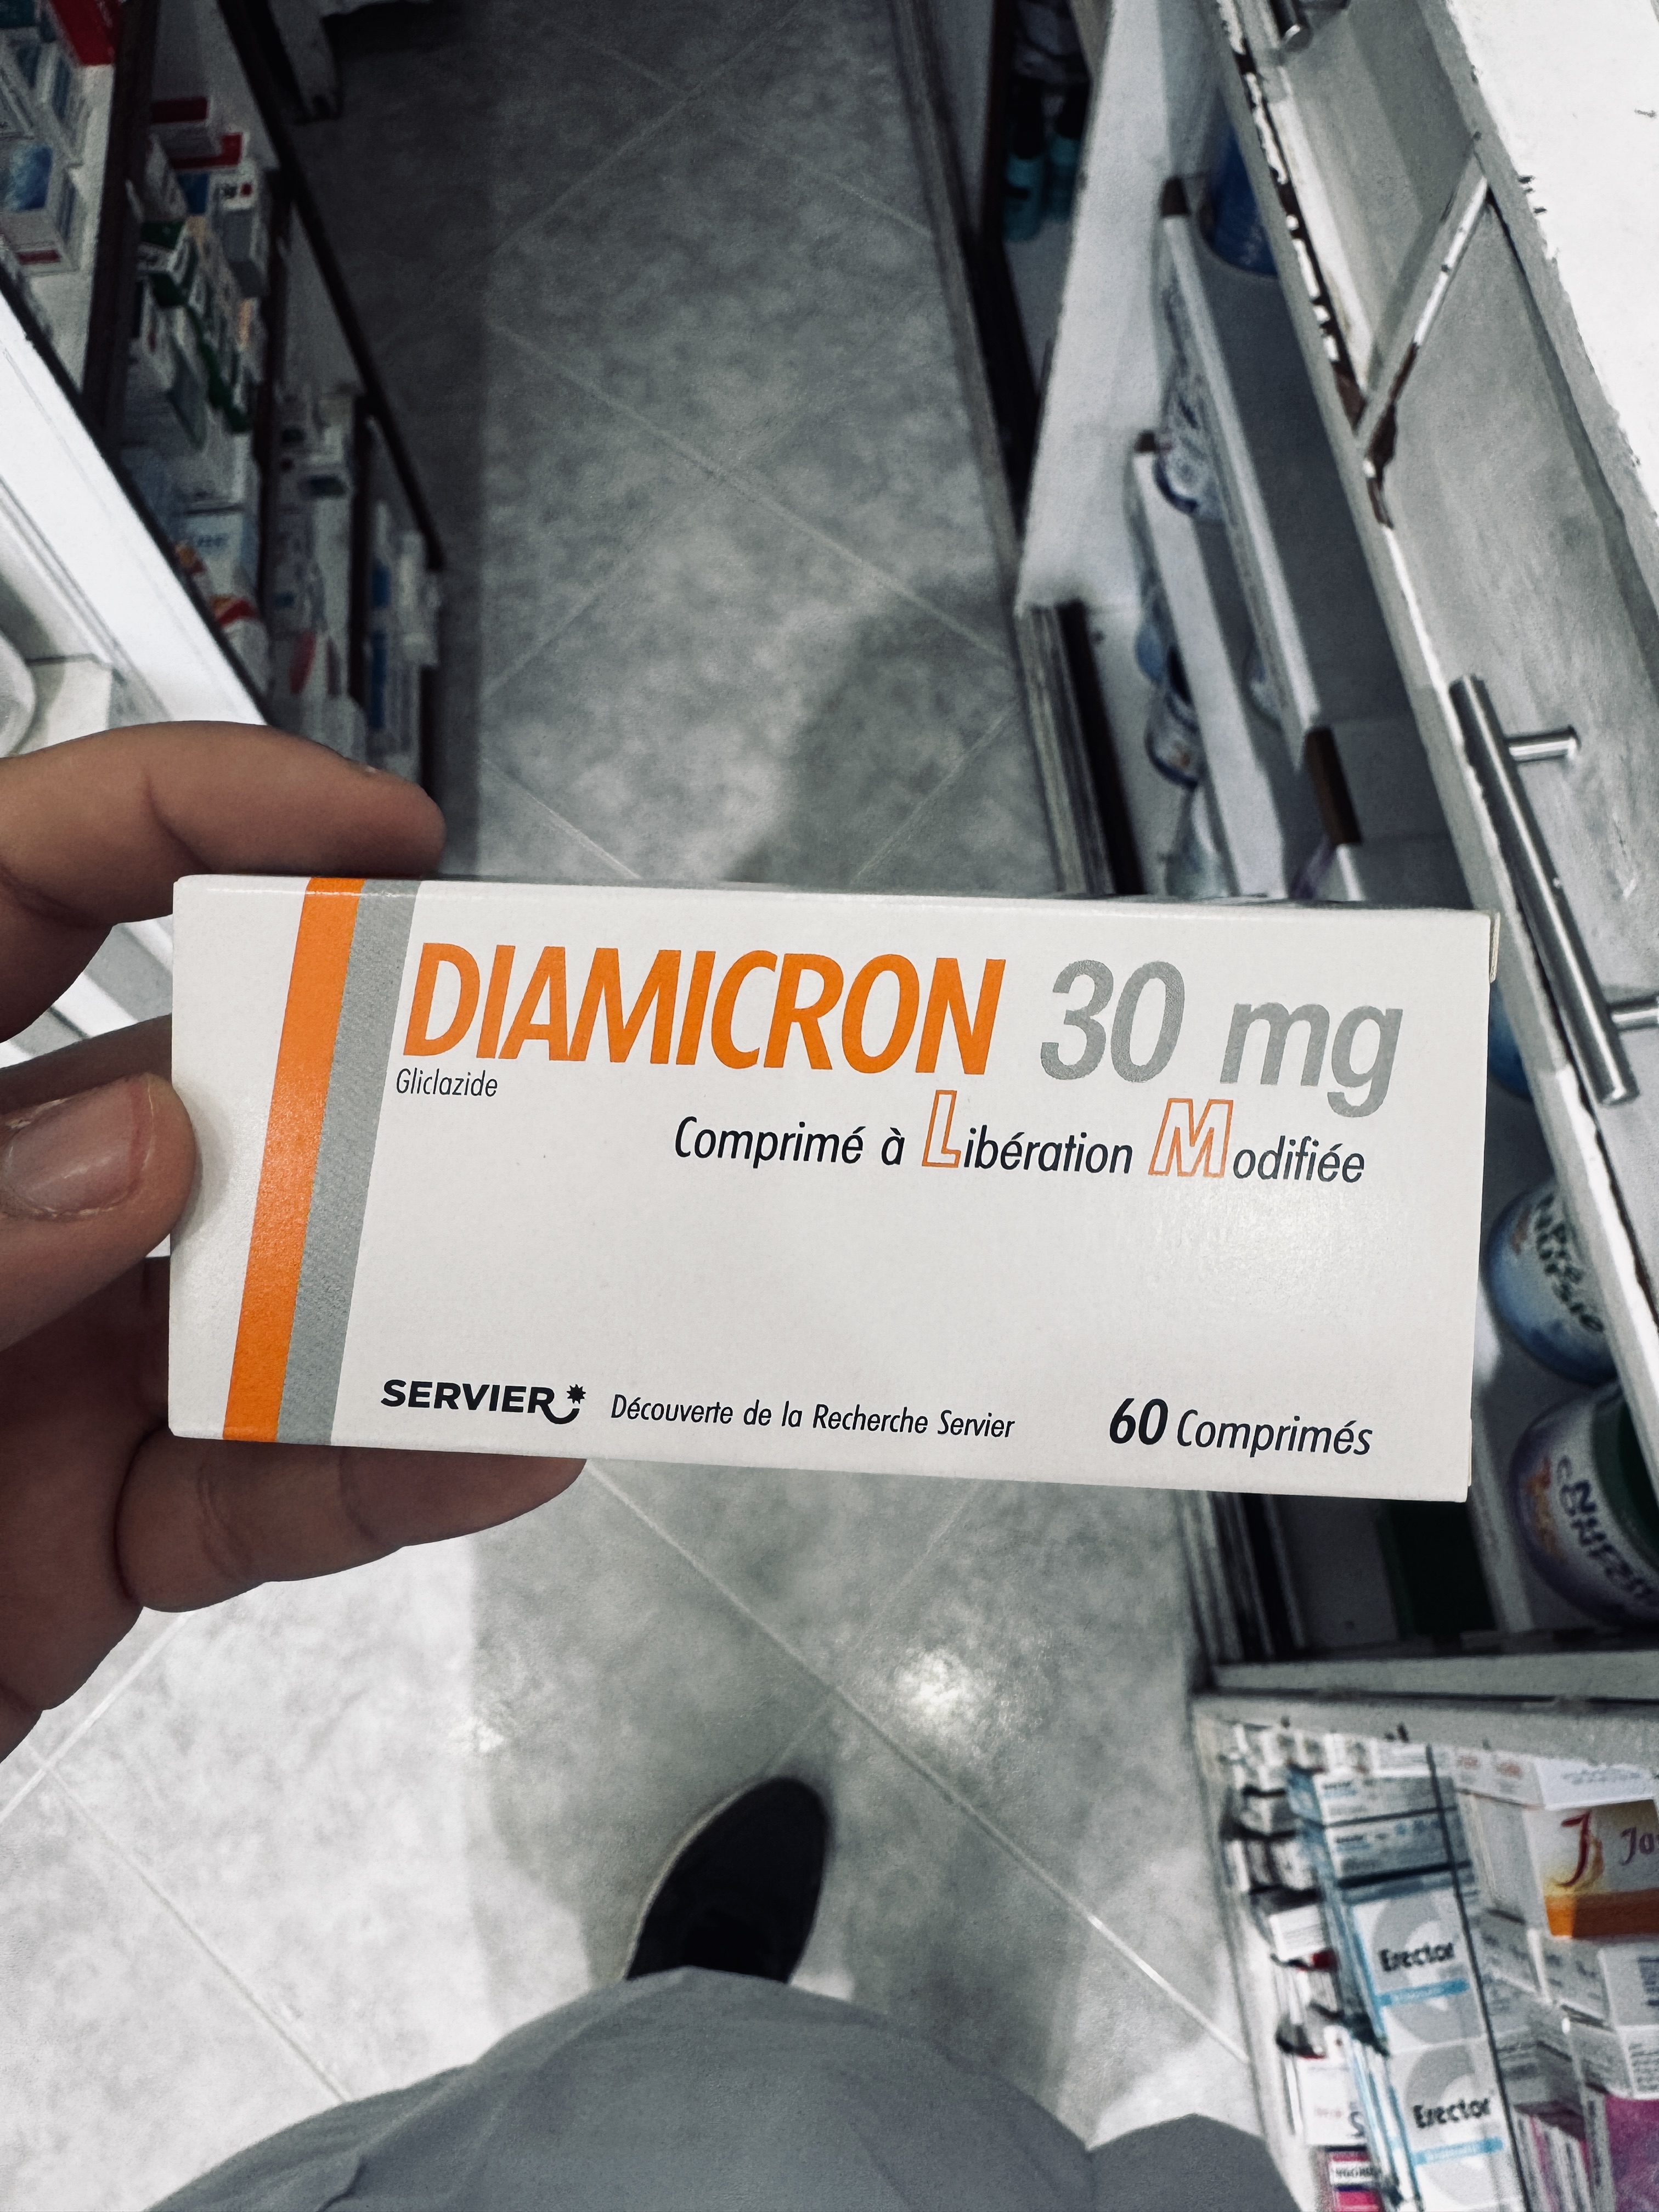 DIAMICRON 30 mg
Gliclazide
Comprimé à Libération Modifiée
SERVIER Découverte de la Recherche Servier 60 Comprimés
Erector
Erector